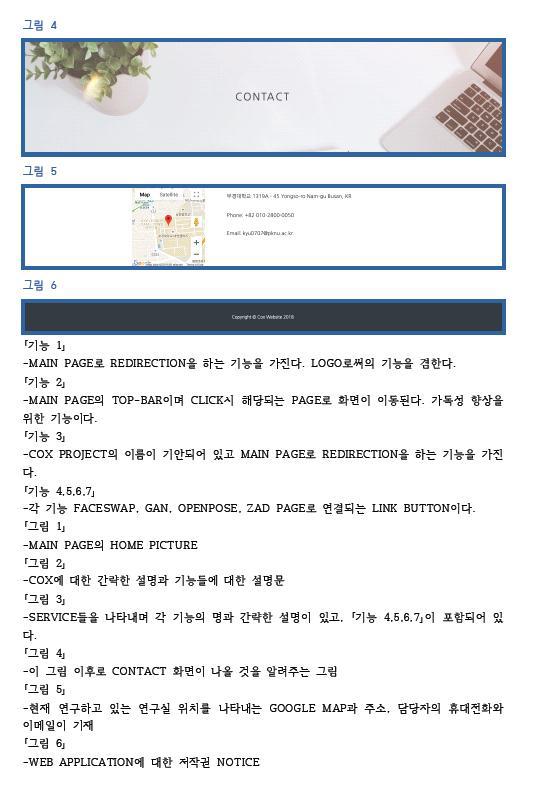 그림 4
CONTACT
그림 5
Map Satellite
부경대학교 1319A - 45 Yongso-ro Nam-gu Busan, KR
Phone: +82-010-2800-0050
Email: kyu0707@pknu.ac.kr
그림 6
Copyright © Cox Website 2018
「기능 1」
-MAIN PAGE로 REDIRECTION을 하는 기능을 가진다. LOGO로써의 기능을 겸한다.
「기능 2」
-MAIN PAGE의 TOP-BAR이며 CLICK시 해당되는 PAGE로 화면이 이동된다. 가독성 향상을
위한 기능이다.
「기능 3」
-COX PROJECT의 이름이 기안되어 있고 MAIN PAGE로 REDIRECTION을 하는 기능을 가진
다.
「기능 4,5,6,7」
-각 기능 FACESWAP, GAN, OPENPOSE, ZAD PAGE로 연결되는 LINK BUTTON이다.
「그림 1」
-MAIN PAGE의 HOME PICTURE
「그림 2」
-COX에 대한 간략한 설명과 기능들에 대한 설명문
「그림 3」
-SERVICE들을 나타내며 각 기능의 명과 간략한 설명이 있고, 「기능 4,5,6,7」이 포함되어 있
다.
「그림 4」
-이 그림 이후로 CONTACT 화면이 나올 것을 알려주는 그림
「그림 5」
-현재 연구하고 있는 연구실 위치를 나타내는 GOOGLE MAP과 주소, 담당자의 휴대전화와
이메일이 기재
「그림 6」
-WEB APPLICATION에 대한 저작권 NOTICE